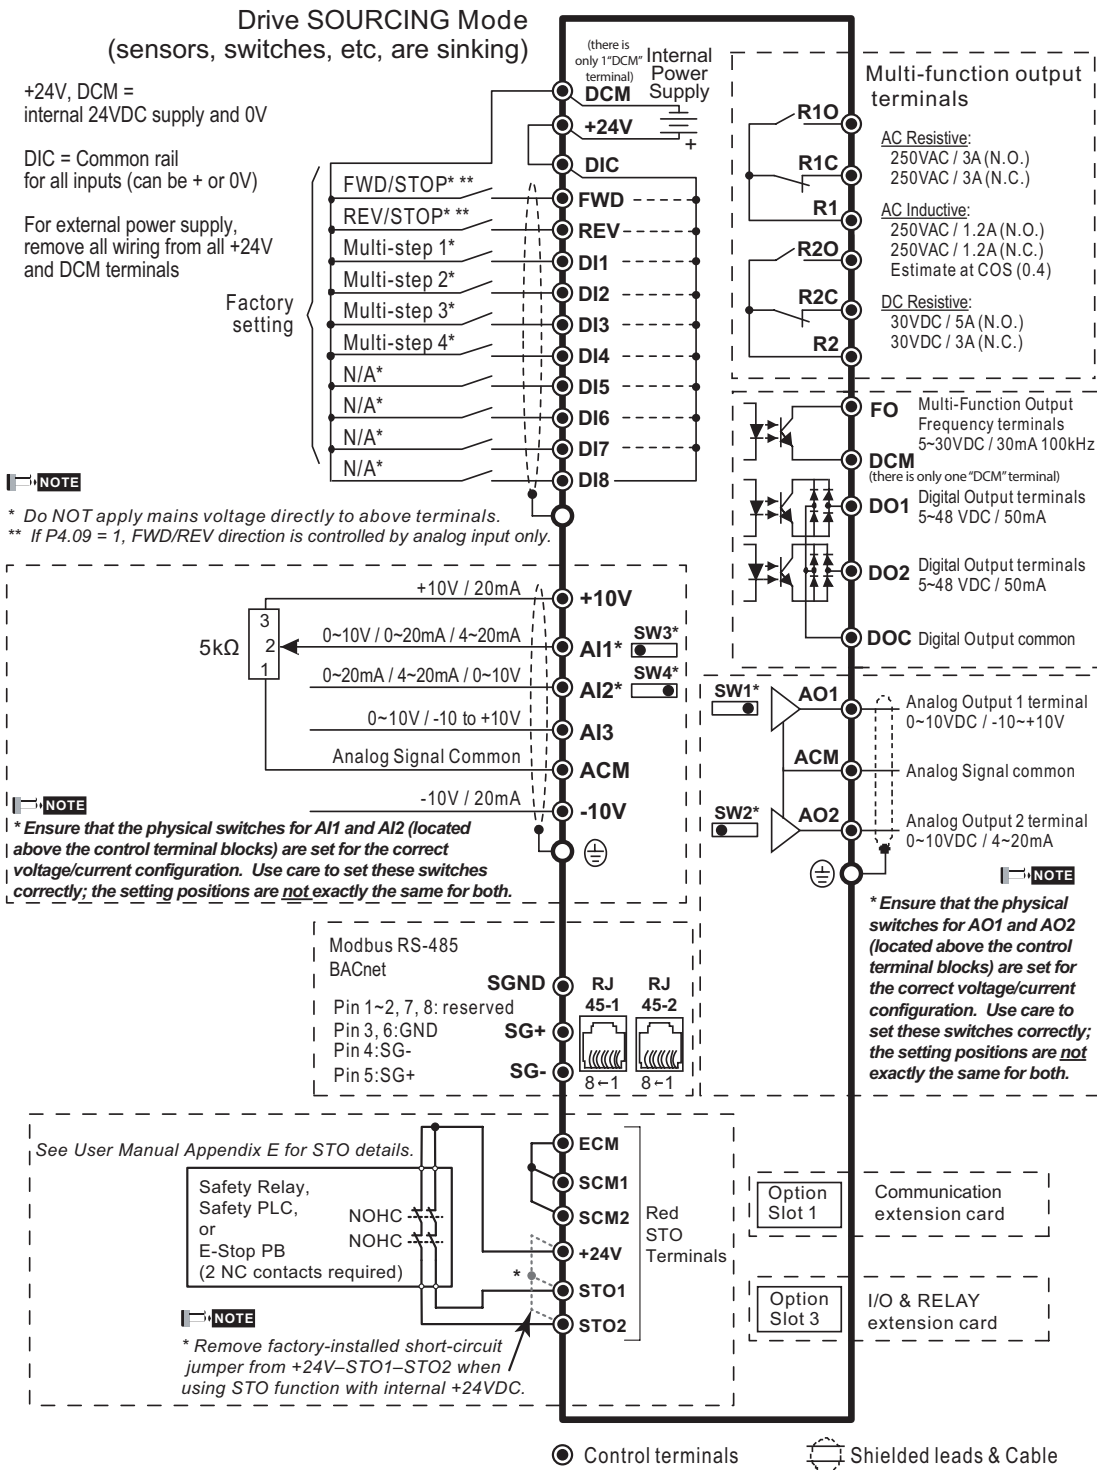 Drive SOURCING Mode
(sensors, switches, etc, are sinking)
+24V, DCM =
internal 24VDC supply and 0V
DIC = Common rail
for all inputs (can be + or 0V)
For external power supply,
remove all wiring from all +24V
and DCM terminals
Factory
setting
FWD/STOP* **
REV/STOP* **
Multi-step 1*
Multi-step 2*
Multi-step 3*
Multi-step 4*
N/A*
N/A*
N/A*
N/A*
(there is
only 1"DCM"
terminal)
Internal
Power
Supply
+
DCM
+24V
DIC
FWD
REV
DI1
DI2
DI3
DI4
DI5
DI6
DI7
DI8
NOTE
* Do NOT apply mains voltage directly to above terminals.
** If P4.09 = 1, FWD/REV direction is controlled by analog input only.
Multi-function output
terminals
R1O
R1C
R1
R2O
R2C
R2
AC Resistive:
250VAC / 3A (N.O.)
250VAC / 3A (N.C.)
AC Inductive:
250VAC / 1.2A (N.O.)
250VAC / 1.2A (N.C.)
Estimate at COS (0.4)
DC Resistive:
30VDC / 5A (N.O.)
30VDC / 3A (N.C.)
FO
Multi-Function Output
Frequency terminals
5~30VDC / 30mA 100kHz
DCM
(there is only one "DCM" terminal)
DO1
Digital Output terminals
5~48 VDC / 50mA
DO2
Digital Output terminals
5~48 VDC / 50mA
DOC Digital Output common
5kΩ
3
2
1
+10V / 20mA
0~10V / 0~20mA / 4~20mA
0~20mA / 4~20mA / 0~10V
0~10V / -10 to +10V
Analog Signal Common
-10V / 20mA
+10V
AI1*
SW3*
AI2*
SW4*
AI3
ACM
-10V
NOTE
* Ensure that the physical switches for AI1 and AI2 (located
above the control terminal blocks) are set for the correct
voltage/current configuration. Use care to set these switches
correctly; the setting positions are not exactly the same for both.
SW1*
AO1
Analog Output 1 terminal
0~10VDC / -10~+10V
ACM
Analog Signal common
SW2*
AO2
Analog Output 2 terminal
0~10VDC / 4~20mA
NOTE
* Ensure that the physical
switches for AO1 and AO2
(located above the control
terminal blocks) are set for
the correct voltage/current
configuration. Use care to
set these switches correctly;
the setting positions are not
exactly the same for both.
Modbus RS-485
BACnet
Pin 1~2, 7, 8: reserved
Pin 3, 6:GND
Pin 4:SG-
Pin 5:SG+
SGND
SG+
SG-
RJ
45-1
8←1
RJ
45-2
8←1
See User Manual Appendix E for STO details.
Safety Relay,
Safety PLC,
or
E-Stop PB
(2 NC contacts required)
NOHC
NOHC
ECM
SCM1
SCM2
+24V
STO1
STO2
*
Red
STO
Terminals
NOTE
* Remove factory-installed short-circuit
jumper from +24V–STO1–STO2 when
using STO function with internal +24VDC.
Option
Slot 1
Communication
extension card
Option
Slot 3
I/O & RELAY
extension card
Control terminals
Shielded leads & Cable